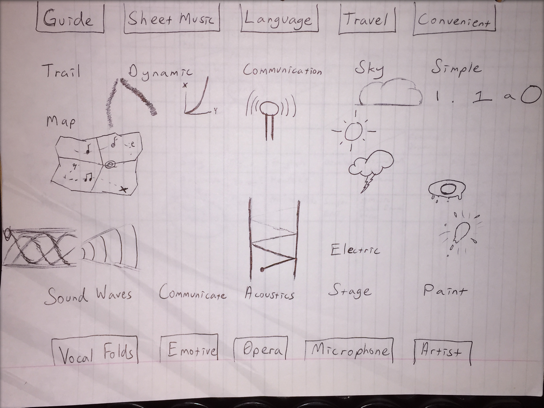 Guide Sheet Music Language Travel Convenient
Trail Dynamic Communication Sky Simple
X
Y
Map
Electric
Sound Waves Communicate Acoustics Stage Paint
Vocal Folds Emotive Opera Microphone Artist